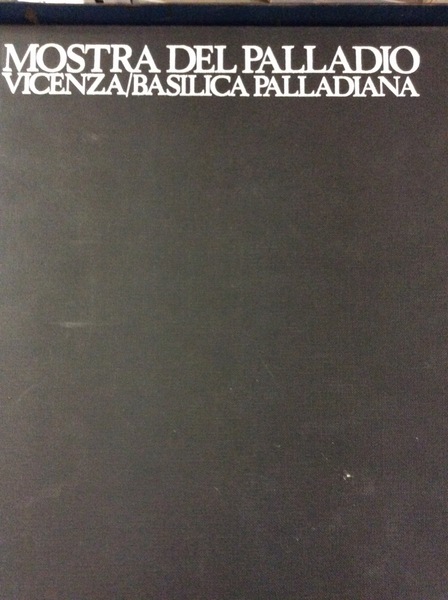 MOSTRA DEL PALLADIO
VICENZA/BASILICA PALLADIANA